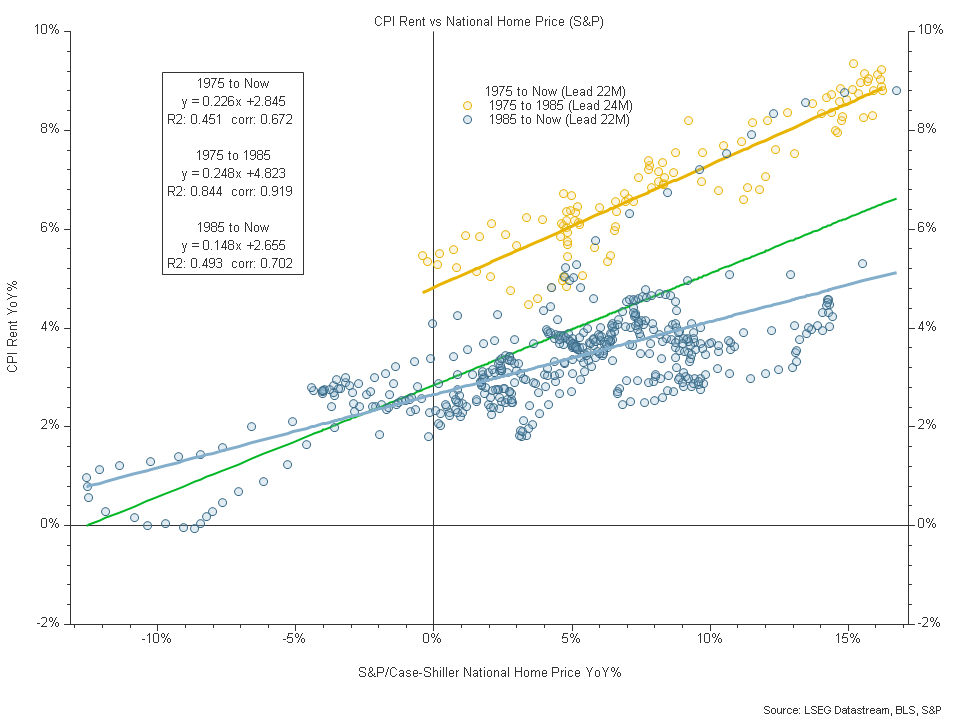 CPI Rent vs National Home Price (S&P)
10%
10%
1975 to Now
y = 0.226x +2.845
R2: 0.451 corr: 0.672
1975 to 1985
y = 0.248x +4.823
R2: 0.844 corr: 0.919
1985 to Now
y = 0.148x +2.655
R2: 0.493 corr: 0.702
1975 to Now (Lead 22M)
1975 to 1985 (Lead 24M)
1985 to Now (Lead 22M)
8%
8%
6%
6%
CPI Rent YoY%
4%
4%
2%
2%
0%
0%
-2%
-2%
-10%
-5%
0%
5%
10%
15%
S&P/Case-Shiller National Home Price YoY%
Source: LSEG Datastream, BLS, S&P